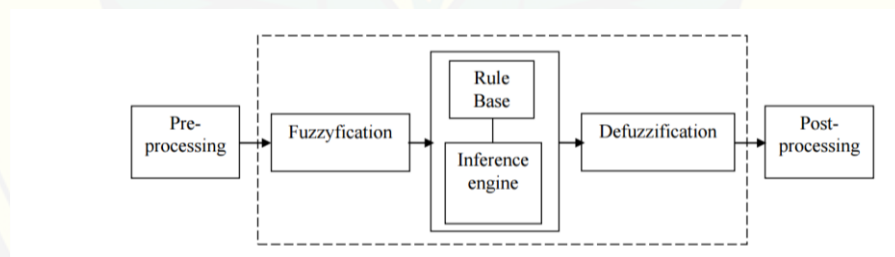 Pre-
processing
Fuzzyfication
Rule
Base
Inference
engine
Defuzzification
Post-
processing